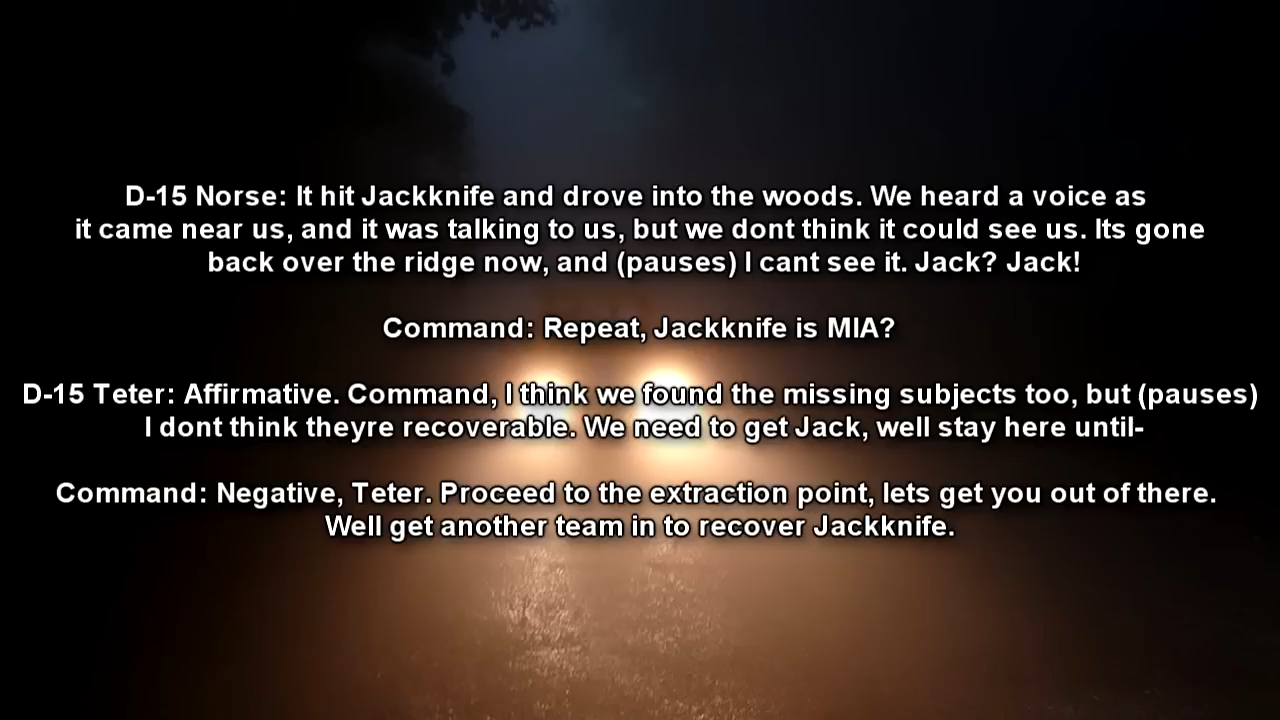 D-15 Norse: It hit Jackknife and drove into the woods. We heard a voice as
it came near us, and it was talking to us, but we dont think it could see us. Its gone
back over the ridge now, and (pauses) I cant see it. Jack? Jack!
Command: Repeat, Jackknife is MIA?
D-15 Teter: Affirmative. Command, I think we found the missing subjects too, but (pauses)
I dont think theyre recoverable. We need to get Jack, well stay here until-
Command: Negative, Teter. Proceed to the extraction point, lets get you out of there.
Well get another team in to recover Jackknife.